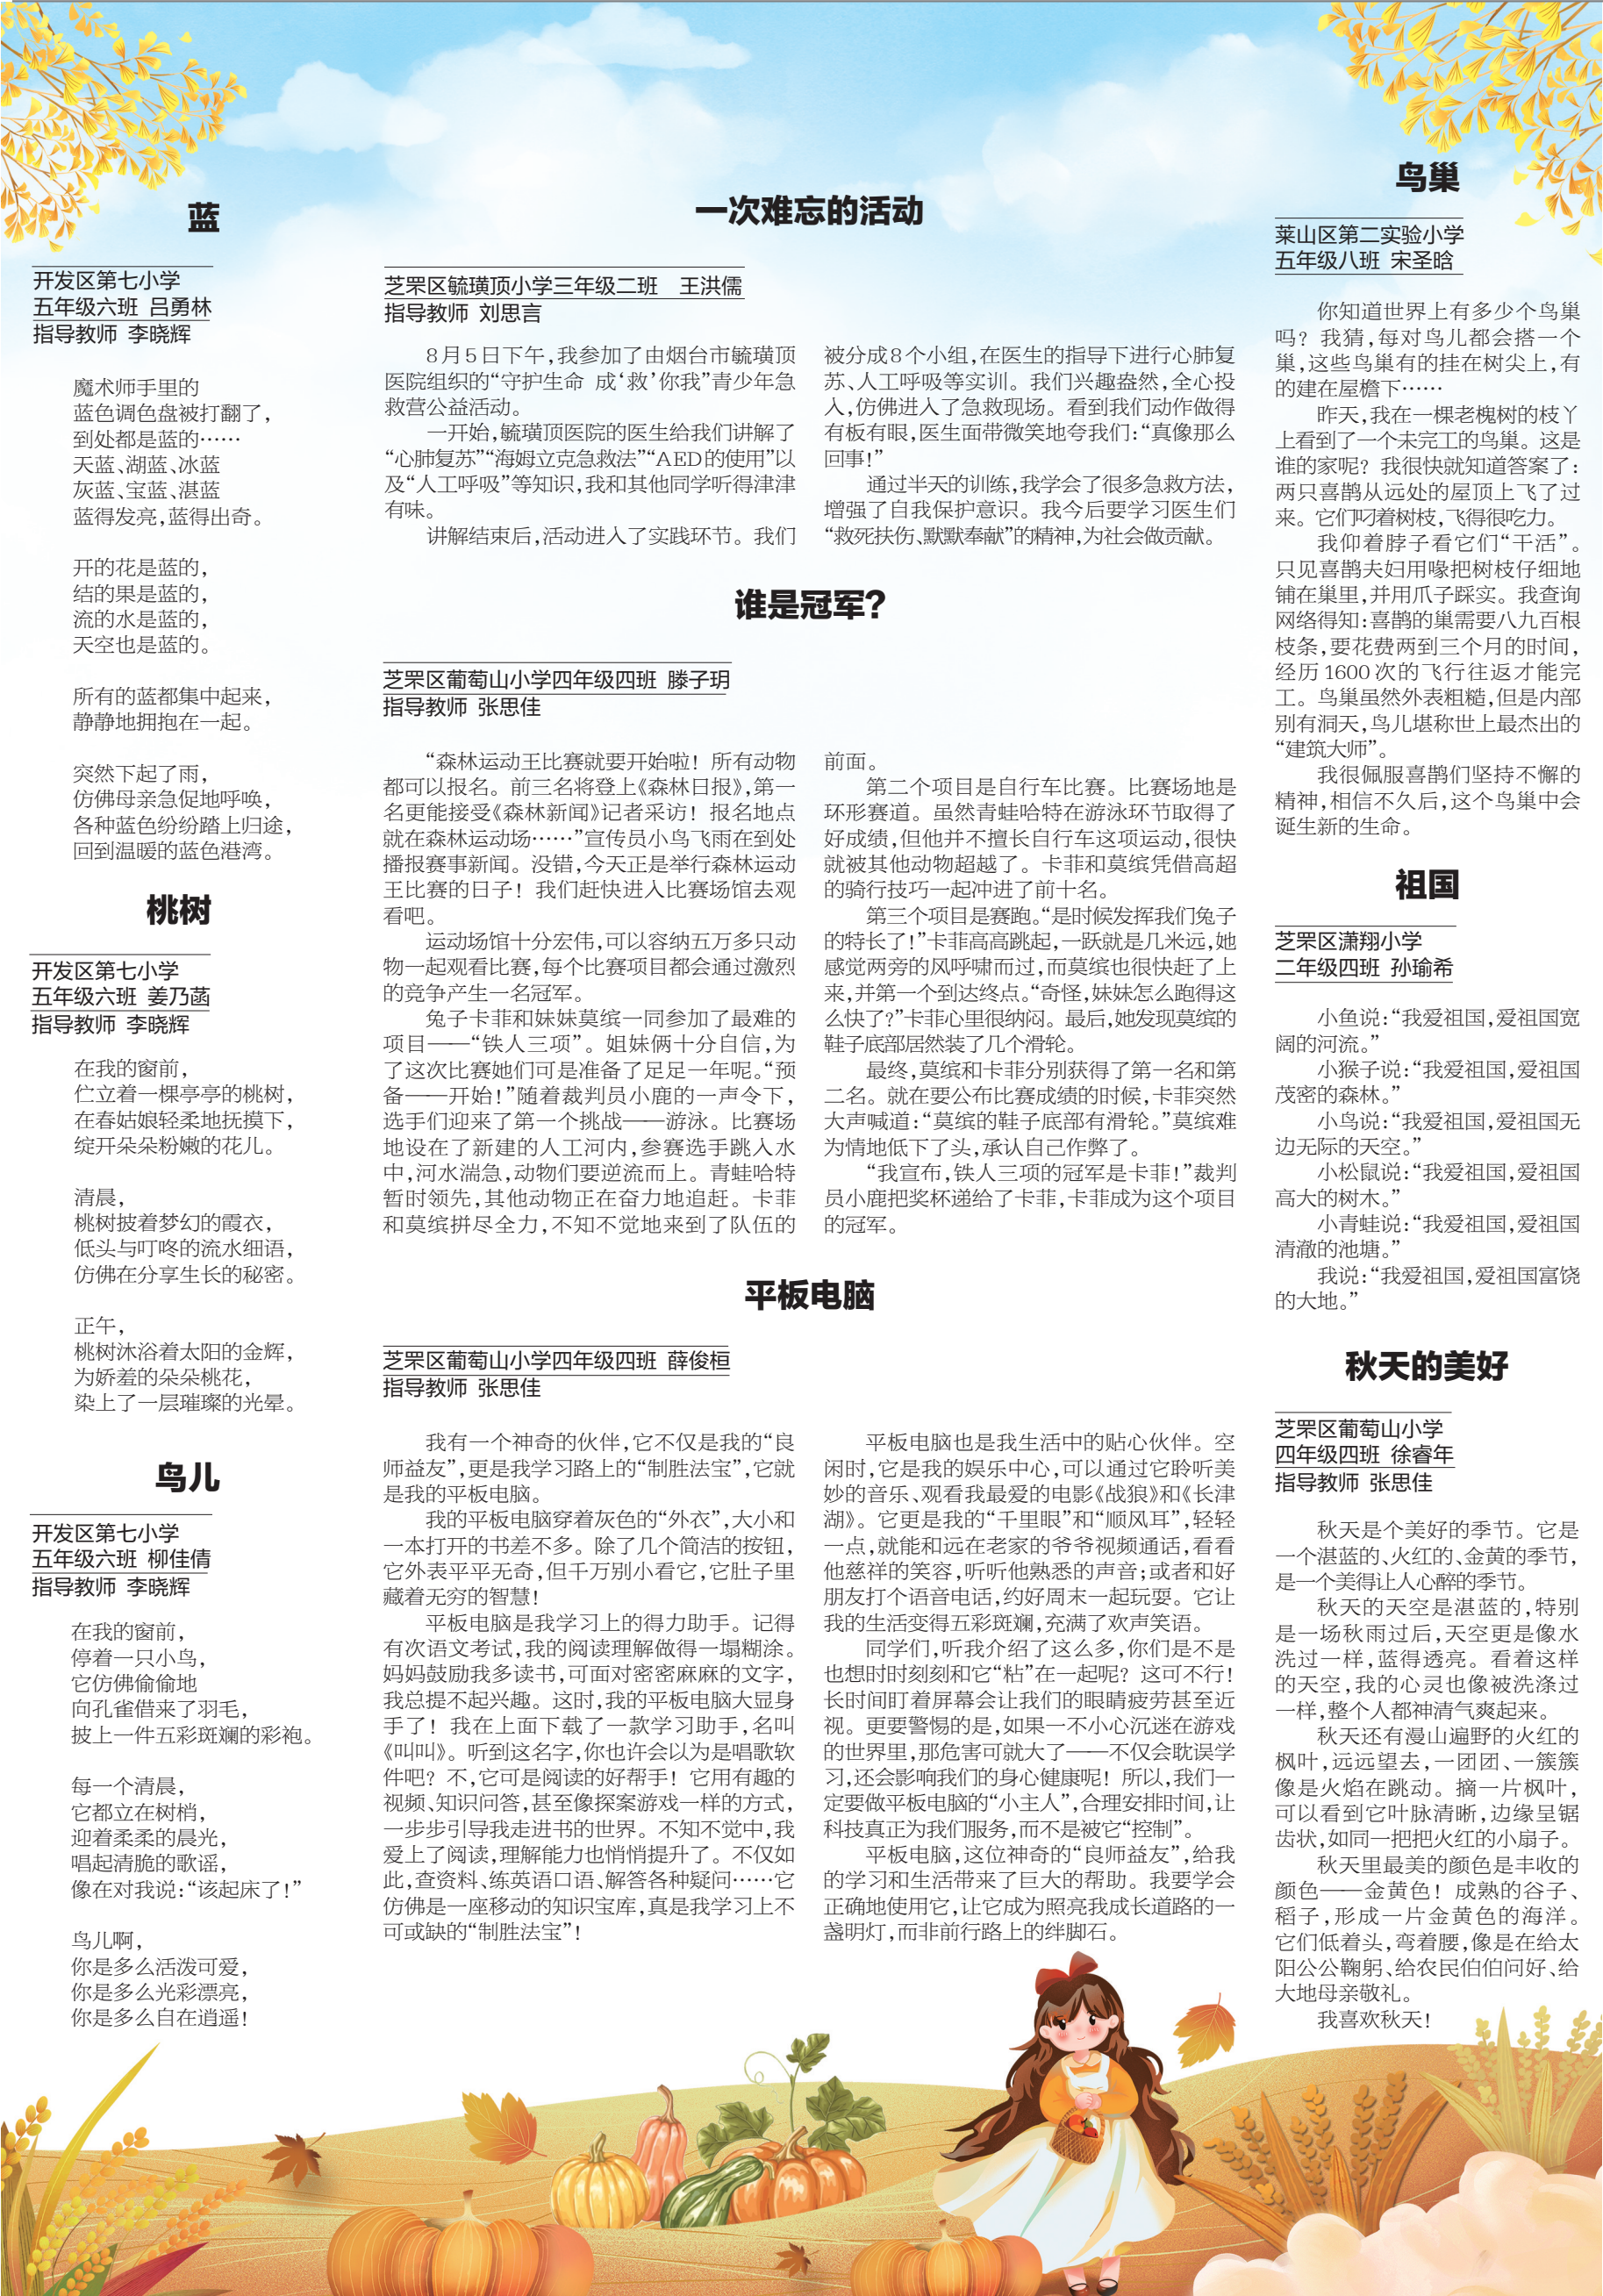 蓝
开发区第七小学
五年级六班 吕勇林
指导教师 李晓辉
魔术师手里的
蓝色调色盘被打翻了，
到处都是蓝的……
天蓝、湖蓝、冰蓝
灰蓝、宝蓝、湛蓝
蓝得发亮，蓝得出奇。
开的花是蓝的，
结的果是蓝的，
流的水是蓝的，
天空也是蓝的。
所有的蓝都集中起来，
静静地拥抱在一起。
突然下起了雨，
仿佛母亲急促地呼唤，
各种蓝色纷纷踏上归途，
回到温暖的蓝色港湾。
桃树
开发区第七小学
五年级六班 姜乃菡
指导教师 李晓辉
在我的窗前，
伫立着一棵亭亭的桃树，
在春姑娘轻柔地抚摸下，
绽开朵朵粉嫩的花儿。
清晨，
桃树披着梦幻的霞衣，
低头与叮咚的流水细语，
仿佛在分享生长的秘密。
正午，
桃树沐浴着太阳的金辉，
为娇羞的朵朵桃花，
染上了一层璀璨的光晕。
鸟儿
开发区第七小学
五年级六班 柳佳倩
指导教师 李晓辉
在我的窗前，
停着一只小鸟，
它仿佛偷偷地
向孔雀借来了羽毛，
披上一件五彩斑斓的彩袍。
每一个清晨，
它都立在树梢，
迎着柔柔的晨光，
唱起清脆的歌谣，
像在对我说：“该起床了！”
鸟儿啊，
你是多么活泼可爱，
你是多么光彩漂亮，
你是多么自在逍遥！
一次难忘的活动
芝罘区毓璜顶小学三年级二班 王洪儒
指导教师 刘思言
8月5日下午，我参加了由烟台市毓璜顶
医院组织的“守护生命 成‘救’你我”青少年急
救营公益活动。
一开始，毓璜顶医院的医生给我们讲解了
“心肺复苏”“海姆立克急救法”“AED的使用”以
及“人工呼吸”等知识，我和其他同学听得津津
有味。
讲解结束后，活动进入了实践环节。我们
被分成8个小组，在医生的指导下进行心肺复
苏、人工呼吸等实训。我们兴趣盎然，全心投
入，仿佛进入了急救现场。看到我们动作做得
有板有眼，医生面带微笑地夸我们：“真像那么
回事！”
通过半天的训练，我学会了很多急救方法，
增强了自我保护意识。我今后要学习医生们
“救死扶伤、默默奉献”的精神，为社会做贡献。
谁是冠军？
芝罘区葡萄山小学四年级四班 滕子玥
指导教师 张思佳
“森林运动王比赛就要开始啦！所有动物
都可以报名。前三名将登上《森林日报》，第一
名更能接受《森林新闻》记者采访！报名地点
就在森林运动场……”宣传员小鸟飞雨在到处
播报赛事新闻。没错，今天正是举行森林运动
王比赛的日子！我们赶快进入比赛场馆去观
看吧。
运动场馆十分宏伟，可以容纳五万多只动
物一起观看比赛，每个比赛项目都会通过激烈
的竞争产生一名冠军。
兔子卡菲和妹妹莫缤一同参加了最难的
项目——“铁人三项”。姐妹俩十分自信，为
了这次比赛她们可是准备了足足一年呢。“预
备——开始！”随着裁判员小鹿的一声令下，
选手们迎来了第一个挑战——游泳。比赛场
地设在了新建的人工河内，参赛选手跳入水
中，河水湍急，动物们要逆流而上。青蛙哈特
暂时领先，其他动物正在奋力地追赶。卡菲
和莫缤拼尽全力，不知不觉地来到了队伍的
前面。
第二个项目是自行车比赛。比赛场地是
环形赛道。虽然青蛙哈特在游泳环节取得了
好成绩，但他并不擅长自行车这项运动，很快
就被其他动物超越了。卡菲和莫缤凭借高超
的骑行技巧一起冲进了前十名。
第三个项目是赛跑。“是时候发挥我们兔子
的特长了！”卡菲高高跳起，一跃就是几米远，她
感觉两旁的风呼啸而过，而莫缤也很快赶了上
来，并第一个到达终点。“奇怪，妹妹怎么跑得这
么快了？”卡菲心里很纳闷。最后，她发现莫缤的
鞋子底部居然装了几个滑轮。
最终，莫缤和卡菲分别获得了第一名和第
二名。就在要公布比赛成绩的时候，卡菲突然
大声喊道：“莫缤的鞋子底部有滑轮。”莫缤难
为情地低下了头，承认自己作弊了。
“我宣布，铁人三项的冠军是卡菲！”裁判
员小鹿把奖杯递给了卡菲，卡菲成为这个项目
的冠军。
平板电脑
芝罘区葡萄山小学四年级四班 薛俊桓
指导教师 张思佳
我有一个神奇的伙伴，它不仅是我的“良
师益友”，更是我学习路上的“制胜法宝”，它就
是我的平板电脑。
我的平板电脑穿着灰色的“外衣”，大小和
一本打开的书差不多。除了几个简洁的按钮，
它外表平平无奇，但千万别小看它，它肚子里
藏着无穷的智慧！
平板电脑是我学习上的得力助手。记得
有次语文考试，我的阅读理解做得一塌糊涂。
妈妈鼓励我多读书，可面对密密麻麻的文字，
我总提不起兴趣。这时，我的平板电脑大显身
手了！我在上面下载了一款学习助手，名叫
《叫叫》。听到这名字，你也许会以为是唱歌软
件吧？不，它可是阅读的好帮手！它用有趣的
视频、知识问答，甚至像探案游戏一样的方式，
一步步引导我走进书的世界。不知不觉中，我
爱上了阅读，理解能力也悄悄提升了。不仅如
此，查资料、练英语口语、解答各种疑问……它
仿佛是一座移动的知识宝库，真是我学习上不
可或缺的“制胜法宝”！
平板电脑也是我生活中的贴心伙伴。空
闲时，它是我的娱乐中心，可以通过它聆听美
妙的音乐、观看我最爱的电影《战狼》和《长津
湖》。它更是我的“千里眼”和“顺风耳”，轻轻
一点，就能和远在老家的爷爷视频通话，看看
他慈祥的笑容，听听他熟悉的声音；或者和好
朋友打个语音电话，约好周末一起玩耍。它让
我的生活变得五彩斑斓，充满了欢声笑语。
同学们，听我介绍了这么多，你们是不是
也想时时刻刻和它“粘”在一起呢？这可不行！
长时间盯着屏幕会让我们的眼睛疲劳甚至近
视。更要警惕的是，如果一不小心沉迷在游戏
的世界里，那危害可就大了——不仅会耽误学
习，还会影响我们的身心健康呢！所以，我们一
定要做平板电脑的“小主人”，合理安排时间，让
科技真正为我们服务，而不是被它“控制”。
平板电脑，这位神奇的“良师益友”，给我
的学习和生活带来了巨大的帮助。我要学会
正确地使用它，让它成为照亮我成长道路的一
盏明灯，而非前行路上的绊脚石。
鸟巢
莱山区第二实验小学
五年级八班 宋圣晗
你知道世界上有多少个鸟巢
吗？我猜，每对鸟儿都会搭一个
巢，这些鸟巢有的挂在树尖上，有
的建在屋檐下……
昨天，我在一棵老槐树的枝丫
上看到了一个未完工的鸟巢。这是
谁的家呢？我很快就知道答案了：
两只喜鹊从远处的屋顶上飞了过
来。它们叼着树枝，飞得很吃力。
我仰着脖子看它们“干活”。
只见喜鹊夫妇用喙把树枝仔细地
铺在巢里，并用爪子踩实。我查询
网络得知：喜鹊的巢需要八九百根
枝条，要花费两到三个月的时间，
经历1600次的飞行往返才能完
工。鸟巢虽然外表粗糙，但是内部
别有洞天，鸟儿堪称世上最杰出的
“建筑大师”。
我很佩服喜鹊们坚持不懈的
精神，相信不久后，这个鸟巢中会
诞生新的生命。
祖国
芝罘区潇翔小学
二年级四班 孙瑜希
小鱼说：“我爱祖国，爱祖国宽
阔的河流。”
小猴子说：“我爱祖国，爱祖国
茂密的森林。”
小鸟说：“我爱祖国，爱祖国无
边无际的天空。”
小松鼠说：“我爱祖国，爱祖国
高大的树木。”
小青蛙说：“我爱祖国，爱祖国
清澈的池塘。”
我说：“我爱祖国，爱祖国富饶
的大地。”
秋天的美好
芝罘区葡萄山小学
四年级四班 徐睿年
指导教师 张思佳
秋天是个美好的季节。它是
一个湛蓝的、火红的、金黄的季节，
是一个美得让人心醉的季节。
秋天的天空是湛蓝的，特别
是一场秋雨过后，天空更是像水
洗过一样，蓝得透亮。看着这样
的天空，我的心灵也像被洗涤过
一样，整个人都神清气爽起来。
秋天还有漫山遍野的火红的
枫叶，远远望去，一团团、一簇簇
像是火焰在跳动。摘一片枫叶，
可以看到它叶脉清晰，边缘呈锯
齿状，如同一把把火红的小扇子。
秋天里最美的颜色是丰收的
颜色——金黄色！成熟的谷子、
稻子，形成一片金黄色的海洋。
它们低着头，弯着腰，像是在给太
阳公公鞠躬、给农民伯伯问好、给
大地母亲敬礼。
我喜欢秋天！